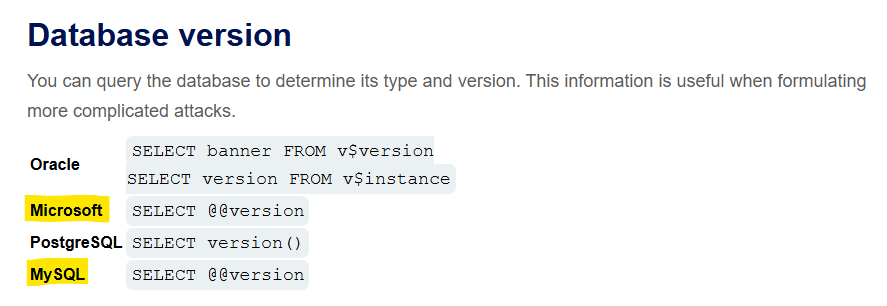 Database version
You can query the database to determine its type and version. This information is useful when formulating
more complicated attacks.
Oracle
SELECT banner FROM v$version
SELECT version FROM v$instance
Microsoft SELECT @@version
PostgreSQL SELECT version()
MySQL SELECT @@version